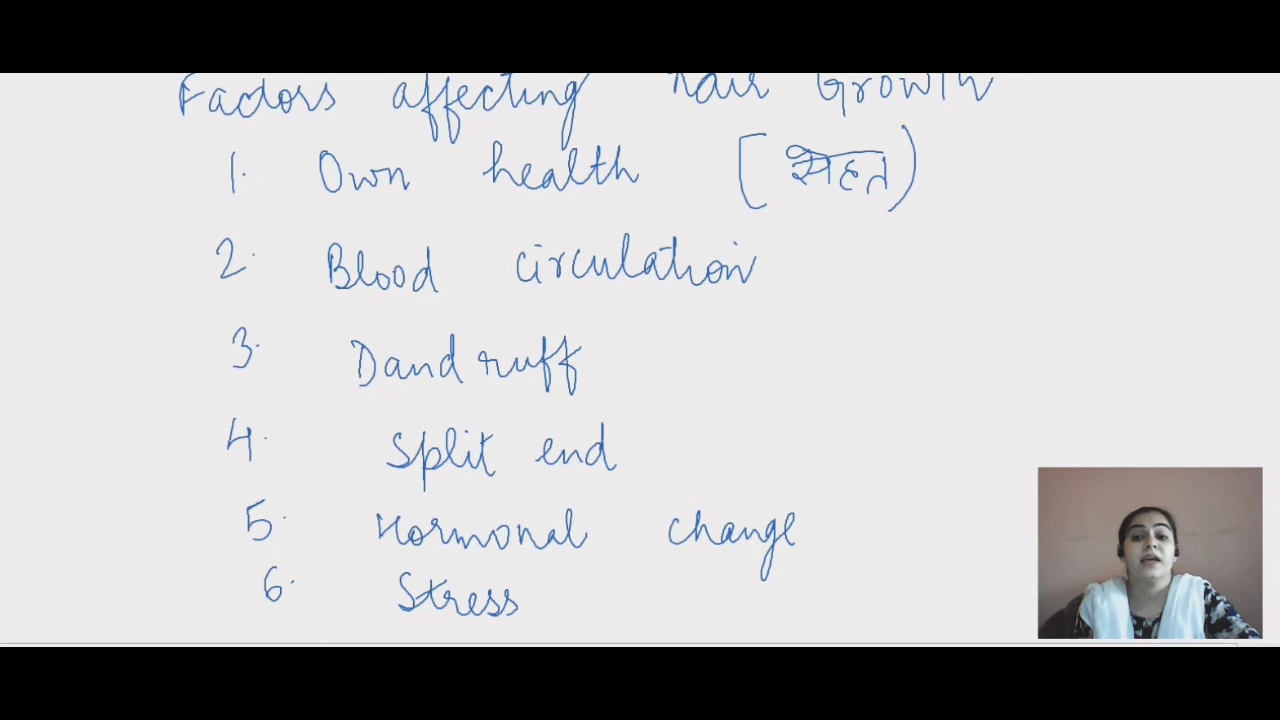 Factors affecting hair Growth
1. Own health [सेहत)
2. Blood circulation
3. Dandruff
4. Split end
5. Hormonal change
6. Stress